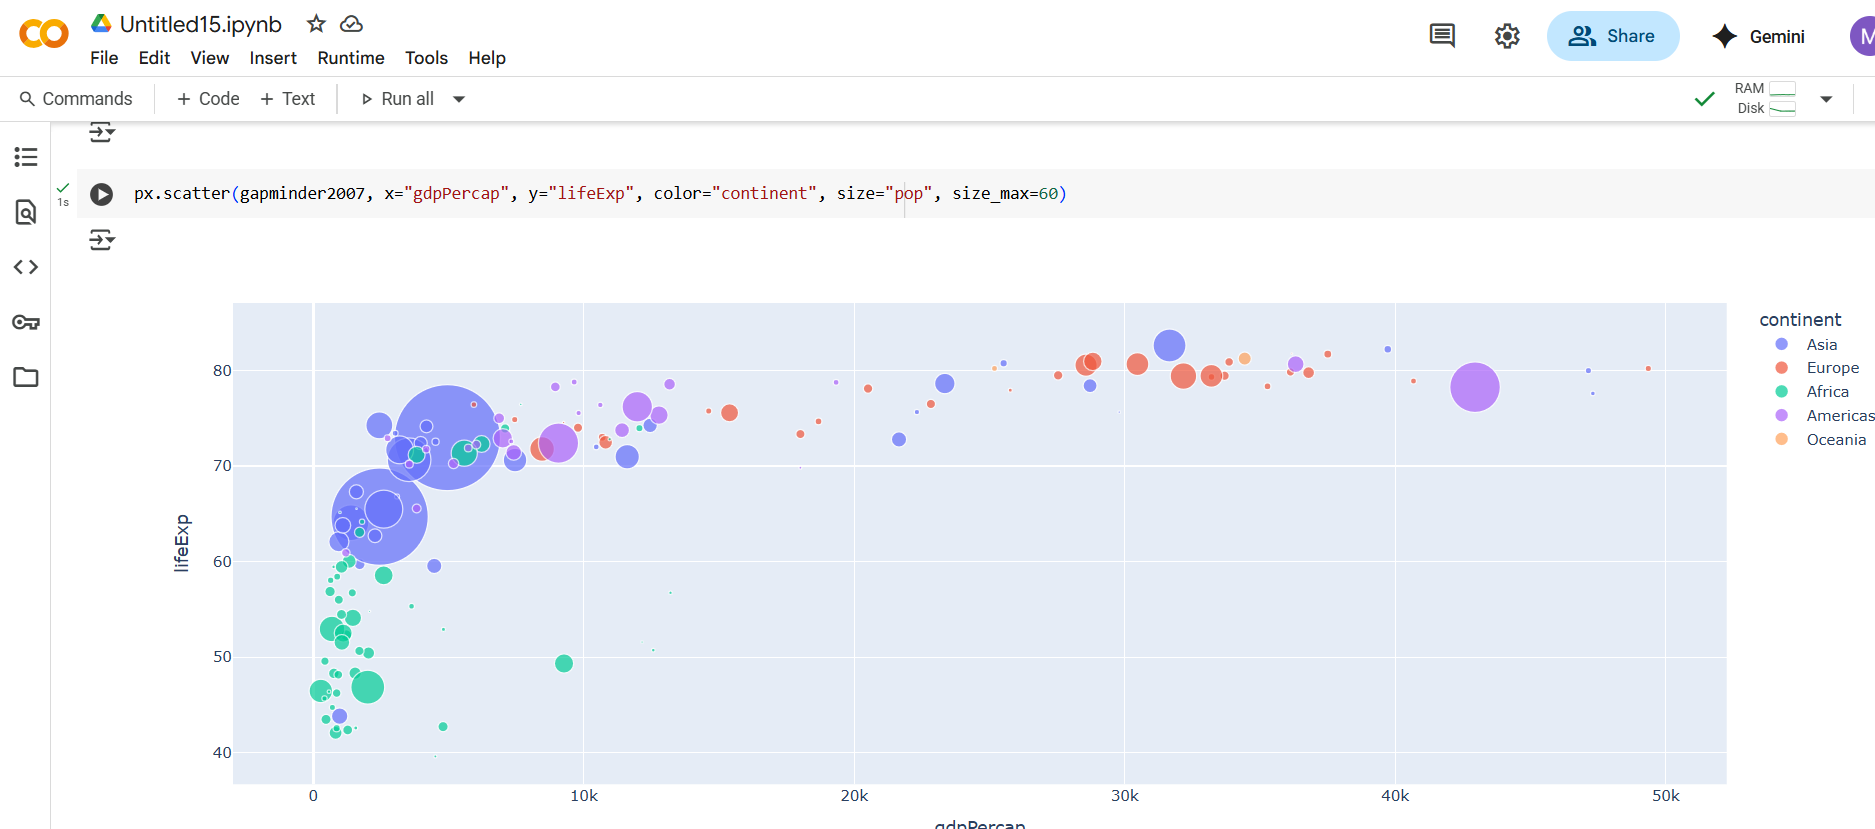 Untitled15.ipynb
File Edit View Insert Runtime Tools Help
Share
Gemini
M
Commands + Code + Text Run all
RAM
Disk
1s
px.scatter(gapminder2007, x="gdpPercap", y="lifeExp", color="continent", size="pop", size_max=60)
continent
Asia
Europe
Africa
Americas
Oceania
80
70
60
50
40
lifeExp
0 10k 20k 30k 40k 50k
gdpPercap